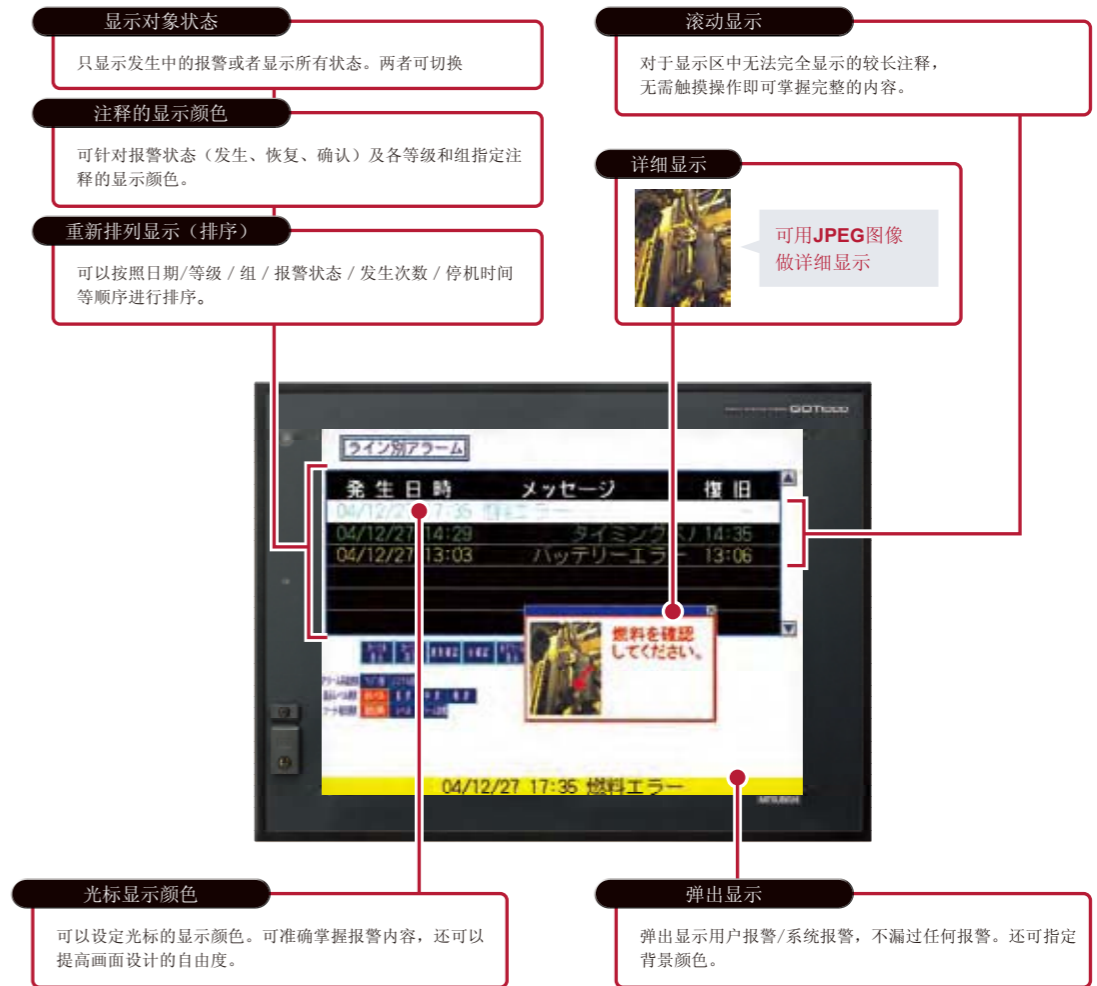 显示对象状态
只显示发生中的报警或者显示所有状态。两者可切换
注释的显示颜色
可针对报警状态（发生、恢复、确认）及各等级和组指定注
释的显示颜色。
重新排列显示（排序）
可以按照日期/等级 / 组 / 报警状态 / 发生次数 / 停机时间
等顺序进行排序。
滚动显示
对于显示区中无法完全显示的较长注释，
无需触摸操作即可掌握完整的内容。
详细显示
可用JPEG图像
做详细显示
GOT1000
ライン別アラーム
発生日時 メッセージ 復旧
04/12/27 17:35 燃料エラー
04/12/27 14:29 タイミング 14:35
04/12/27 13:03 バッテリーエラー 13:06
燃料を確認
してください。
04/12/27 17:35 燃料エラー
MITSUBISHI
光标显示颜色
可以设定光标的显示颜色。可准确掌握报警内容，还可以
提高画面设计的自由度。
弹出显示
弹出显示用户报警/系统报警，不漏过任何报警。还可指定
背景颜色。